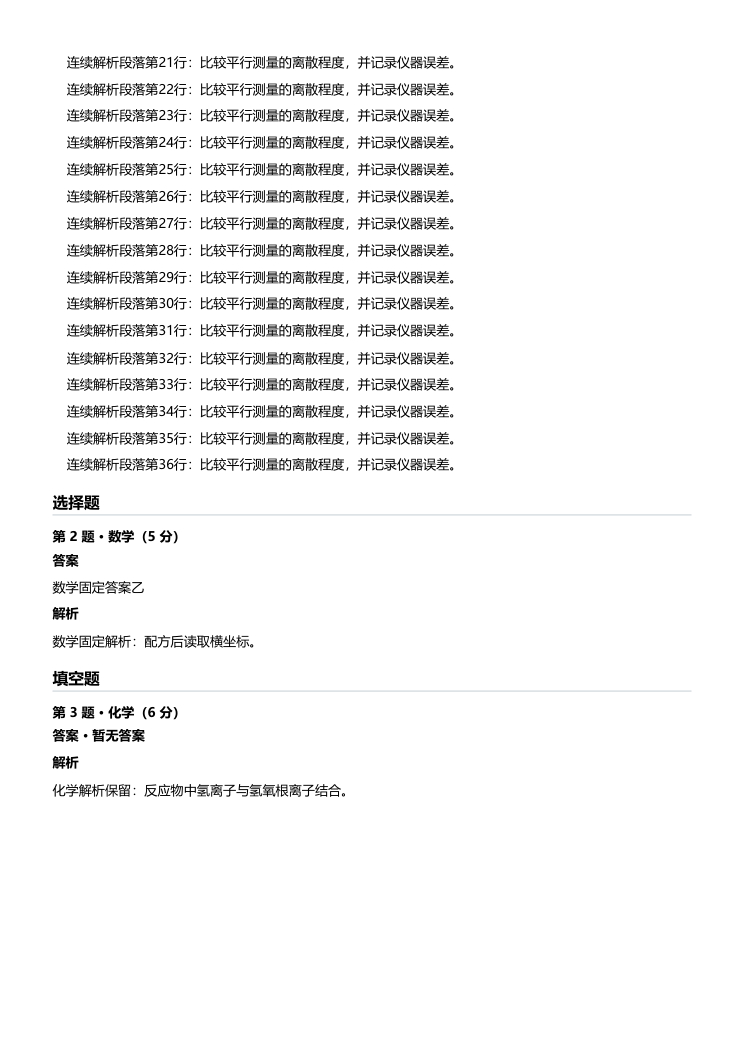 连续解析段落第21行：比较平行测量的离散程度，并记录仪器误差。
连续解析段落第22行：比较平行测量的离散程度，并记录仪器误差。
连续解析段落第23行：比较平行测量的离散程度，并记录仪器误差。
连续解析段落第24行：比较平行测量的离散程度，并记录仪器误差。
连续解析段落第25行：比较平行测量的离散程度，并记录仪器误差。
连续解析段落第26行：比较平行测量的离散程度，并记录仪器误差。
连续解析段落第27行：比较平行测量的离散程度，并记录仪器误差。
连续解析段落第28行：比较平行测量的离散程度，并记录仪器误差。
连续解析段落第29行：比较平行测量的离散程度，并记录仪器误差。
连续解析段落第30行：比较平行测量的离散程度，并记录仪器误差。
连续解析段落第31行：比较平行测量的离散程度，并记录仪器误差。
连续解析段落第32行：比较平行测量的离散程度，并记录仪器误差。
连续解析段落第33行：比较平行测量的离散程度，并记录仪器误差。
连续解析段落第34行：比较平行测量的离散程度，并记录仪器误差。
连续解析段落第35行：比较平行测量的离散程度，并记录仪器误差。
连续解析段落第36行：比较平行测量的离散程度，并记录仪器误差。
选择题
第 2 题 · 数学（5 分）
答案
数学固定答案乙
解析
数学固定解析：配方后读取横坐标。
填空题
第 3 题 · 化学（6 分）
答案 · 暂无答案
解析
化学解析保留：反应物中氢离子与氢氧根离子结合。